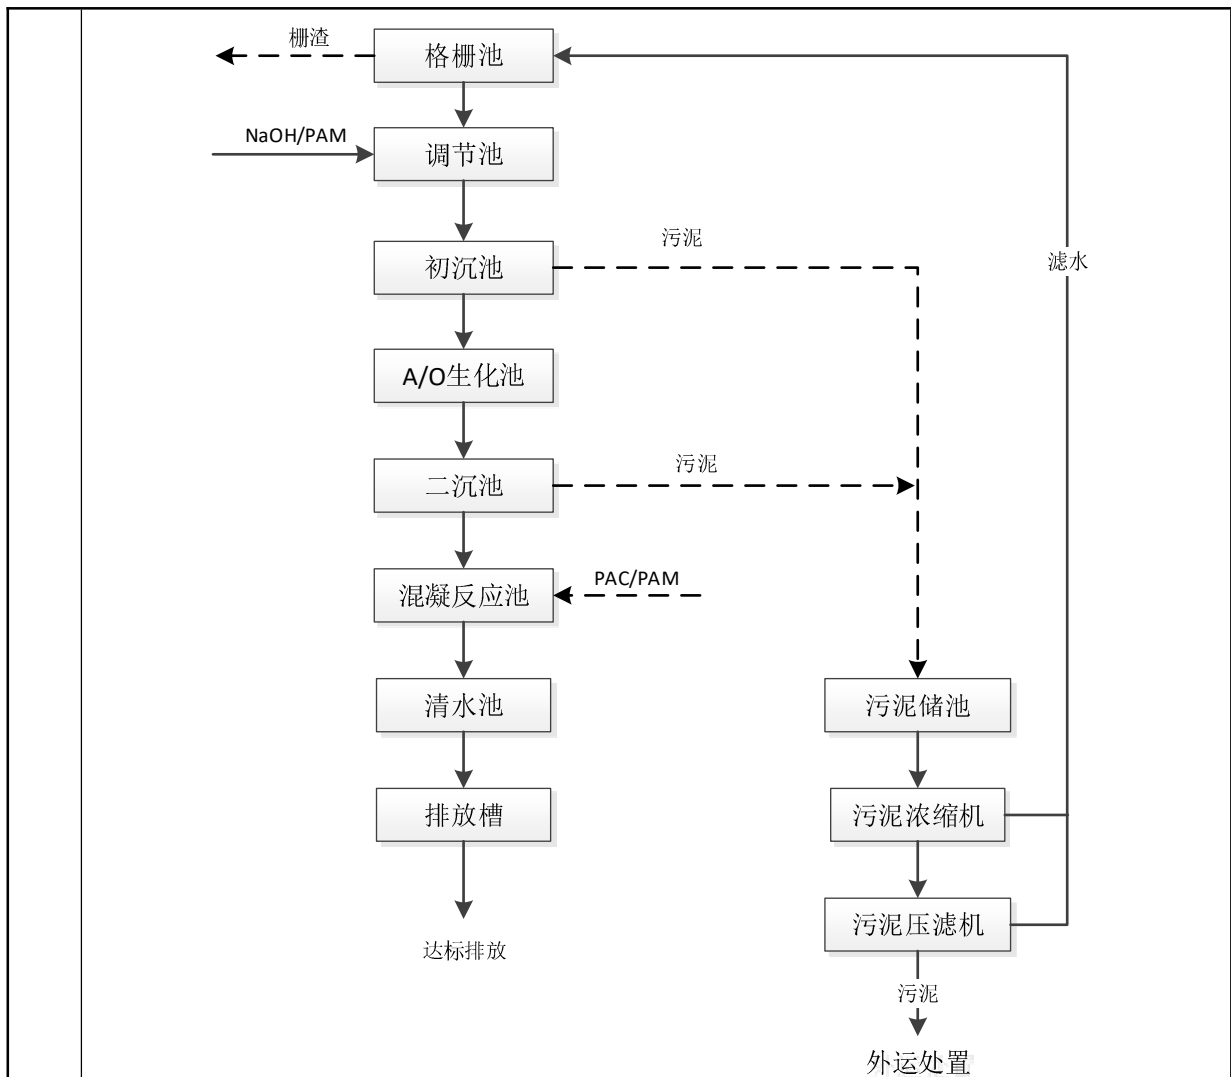 栅渣
格栅池
NaOH/PAM
调节池
污泥
初沉池
滤水
A/O生化池
污泥
二沉池
PAC/PAM
混凝反应池
清水池
污泥储池
排放槽
污泥浓缩机
污泥压滤机
达标排放
污泥
外运处置